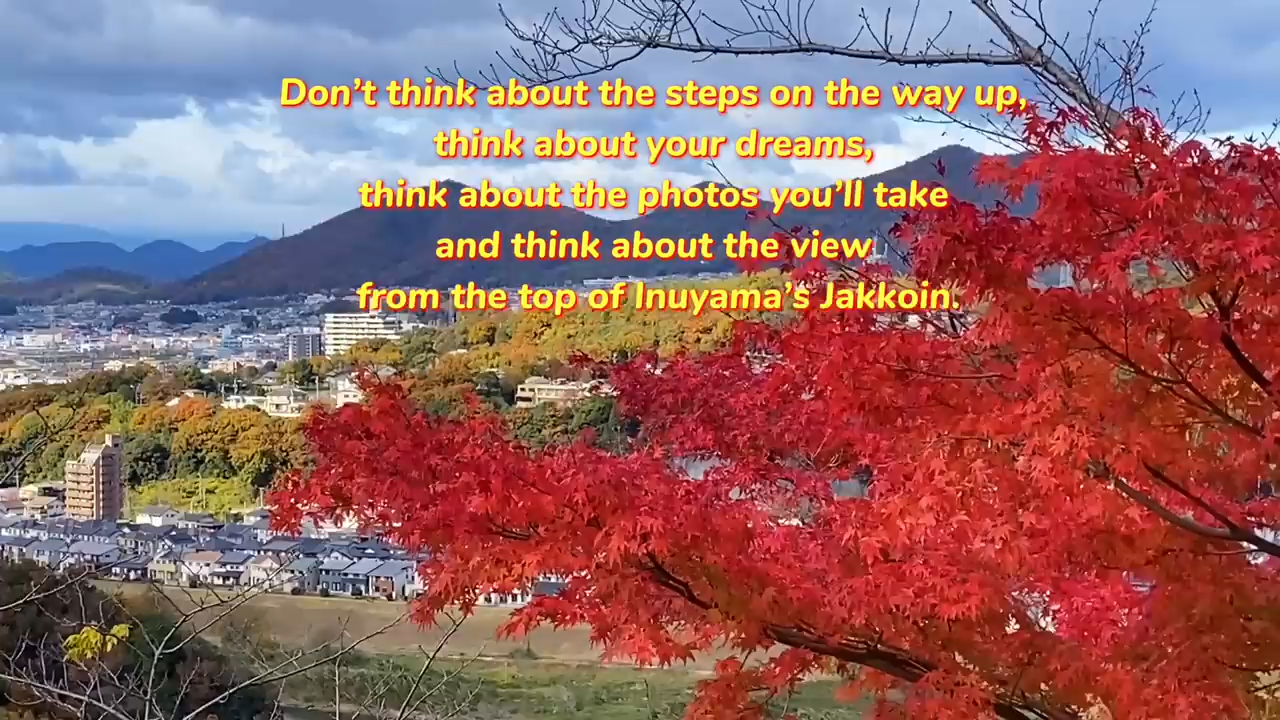 Don’t think about the steps on the way up,
think about your dreams,
think about the photos you’ll take
and think about the view
from the top of Inuyama’s Jakkoin.